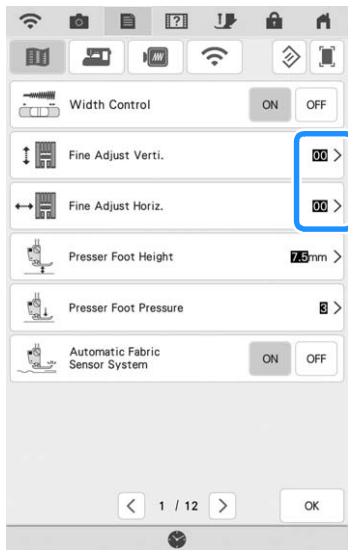 Width Control ON OFF
Fine Adjust Verti. 00 >
Fine Adjust Horiz. 00 >
Presser Foot Height 7.5mm >
Presser Foot Pressure 3 >
Automatic Fabric
Sensor System ON OFF
< 1 / 12 > OK